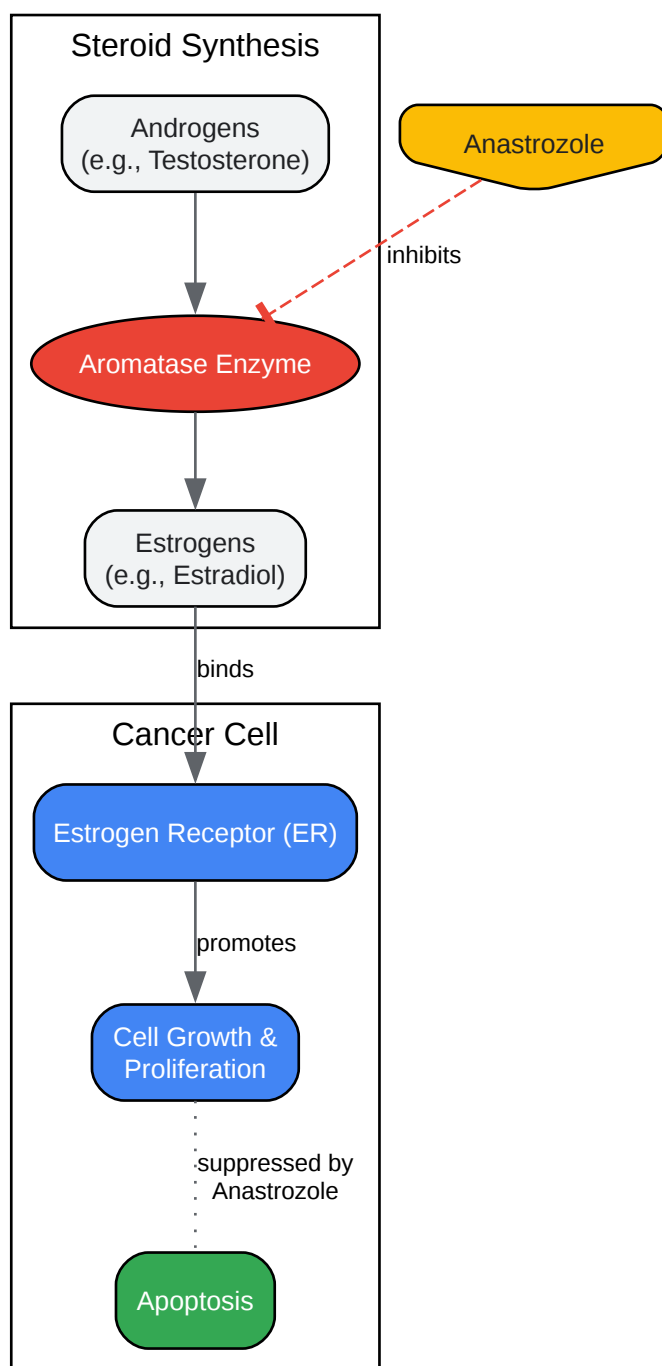 Steroid Synthesis
Androgens
(e.g., Testosterone)
Anastrozole
inhibits
Aromatase Enzyme
Estrogens
(e.g., Estradiol)
binds
Cancer Cell
Estrogen Receptor (ER)
promotes
Cell Growth &
Proliferation
suppressed by
Anastrozole
Apoptosis